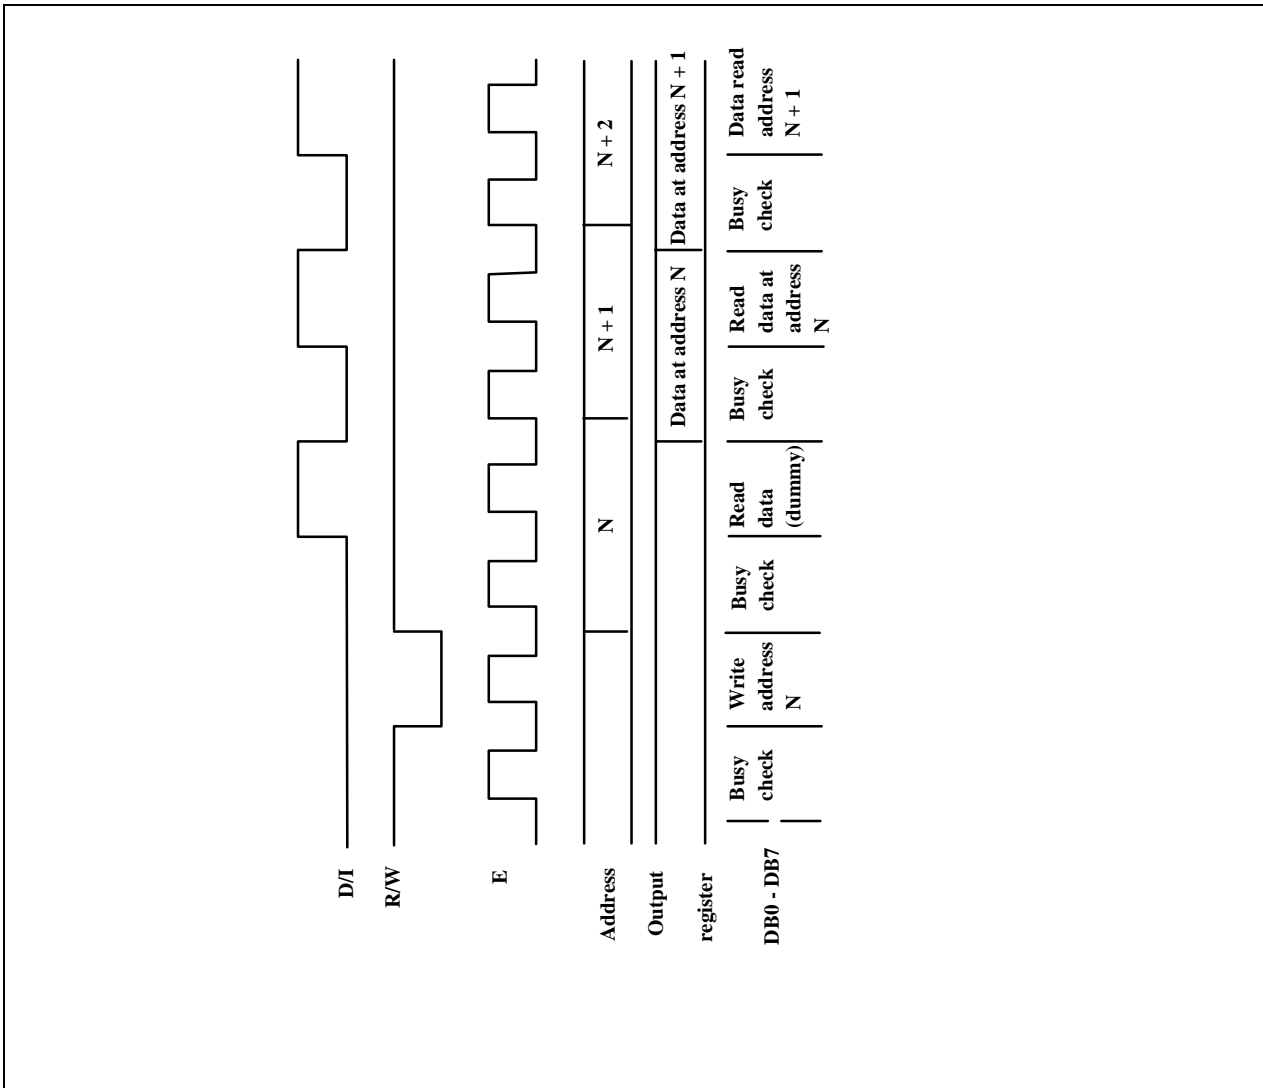 D/I
R/W
E
Address
N
N + 1
N + 2
Output
register
Data at address N
Data at address N + 1
DB0 - DB7
Busy
check
Write
address
N
Busy
check
Read
data
(dummy)
Busy
check
Read
data at
address
N
Busy
check
Data read
address
N + 1